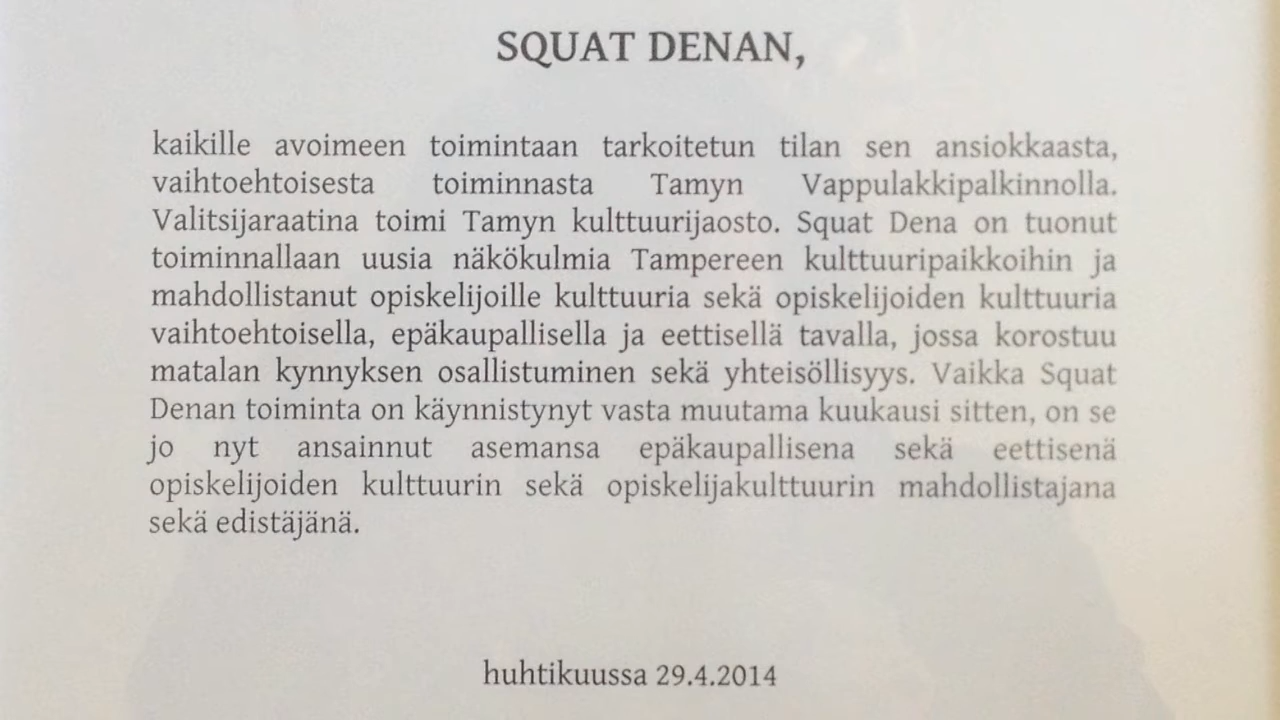 SQUAT DENAN,
kaikille avoimeen toimintaan tarkoitetun tilan sen ansiokkaasta,
vaihtoehtoisesta toiminnasta Tamyn Vappulakkipalkinnolla.
Valitsijaraatina toimi Tamyn kulttuurijaosto. Squat Dena on tuonut
toiminnallaan uusia näkökulmia Tampereen kulttuuripaikkoihin ja
mahdollistanut opiskelijoille kulttuuria sekä opiskelijoiden kulttuuria
vaihtoehtoisella, epäkaupallisella ja eettisellä tavalla, jossa korostuu
matalan kynnyksen osallistuminen sekä yhteisöllisyys. Vaikka Squat
Denan toiminta on käynnistynyt vasta muutama kuukausi sitten, on se
jo nyt ansainnut asemansa epäkaupallisena sekä eettisenä
opiskelijoiden kulttuurin sekä opiskelijakulttuurin mahdollistajana
sekä edistäjänä.
huhtikuussa 29.4.2014